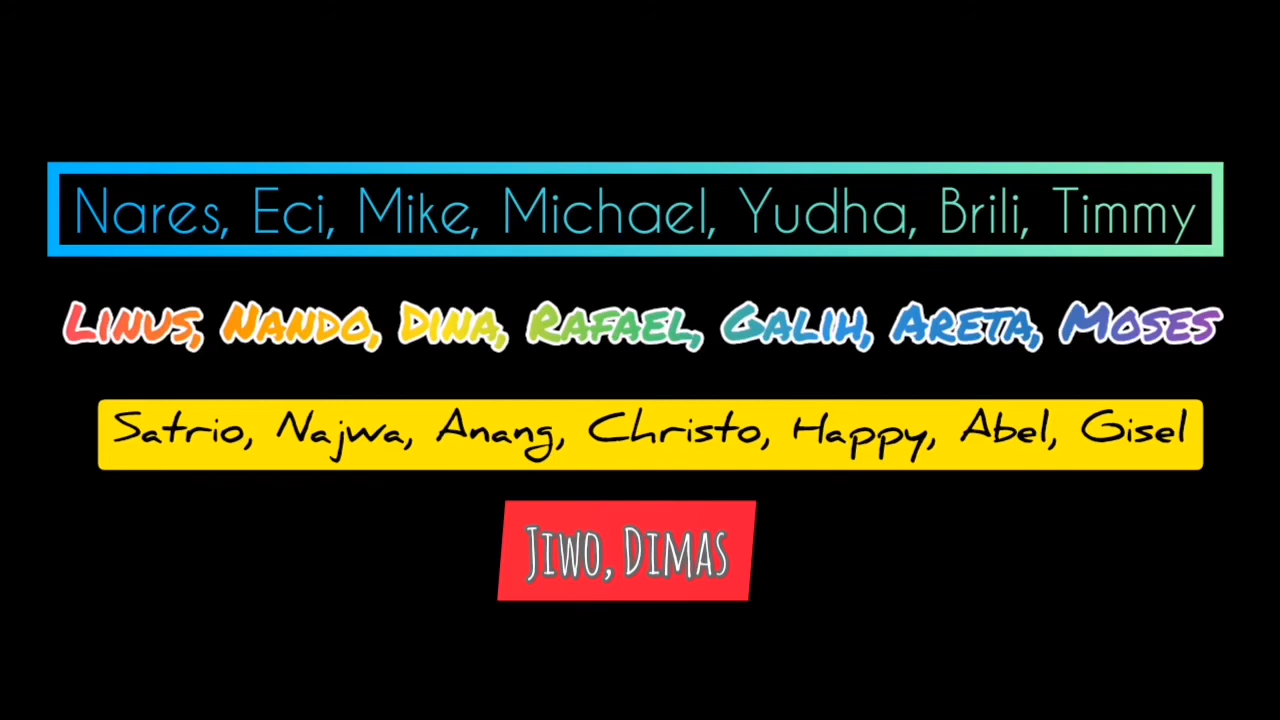 Nares, Eci, Mike, Michael, Yudha, Brili, Timmy
Linus, Nando, Dina, Rafael, Galih, Areta, Moses
Satrio, Najwa, Anang, Christo, Happy, Abel, Gisel
Jiwo, Dimas